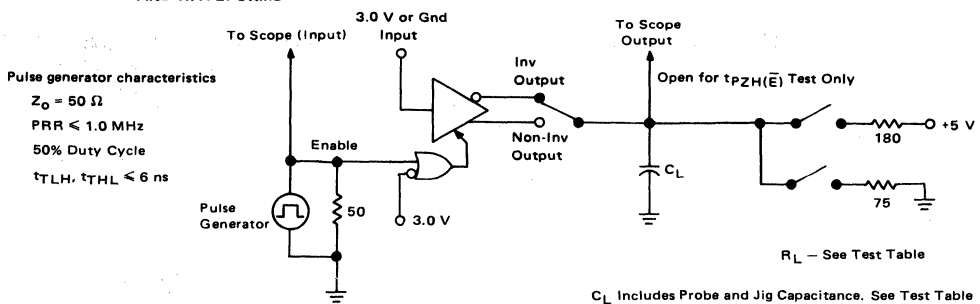 3.0 V or Gnd
Input
To Scope (Input)
To Scope
Output
Pulse generator characteristics
Z₀ = 50 Ω
PRR ≤ 1.0 MHz
50% Duty Cycle
tTLH, tTHL ≤ 6 ns
Inv
Output
Open for tPZH(E̅) Test Only
+5 V
180
Non-Inv
Output
Enable
CL
75
Pulse
Generator
50
3.0 V
RL – See Test Table
CL Includes Probe and Jig Capacitance. See Test Table